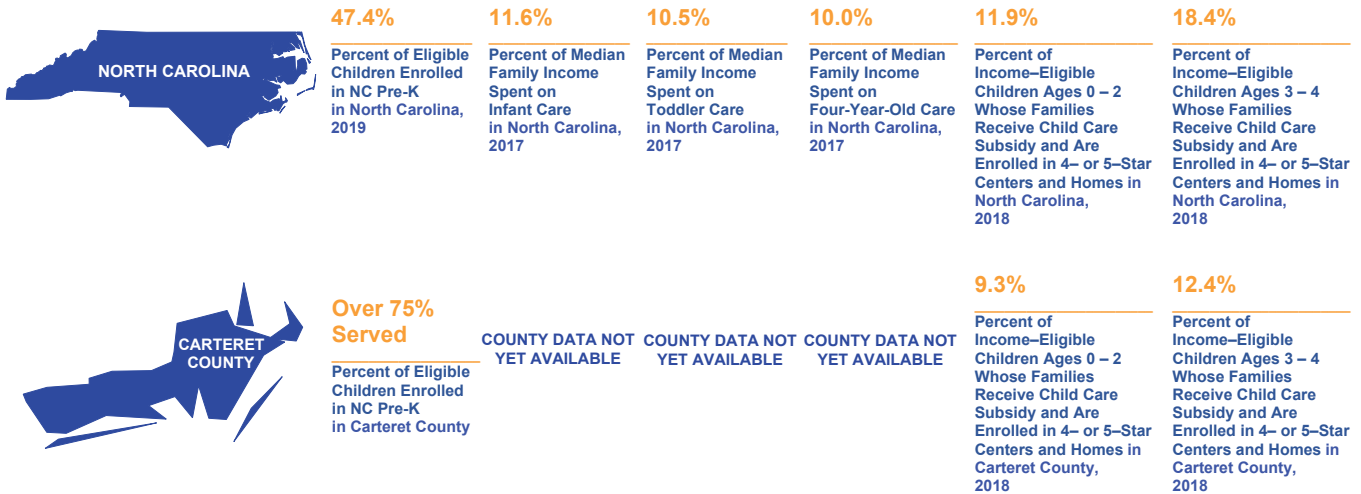 NORTH CAROLINA
47.4%
Percent of Eligible
Children Enrolled
in NC Pre-K
in North Carolina,
2019
11.6%
Percent of Median
Family Income
Spent on
Infant Care
in North Carolina,
2017
10.5%
Percent of Median
Family Income
Spent on
Toddler Care
in North Carolina,
2017
10.0%
Percent of Median
Family Income
Spent on
Four-Year-Old Care
in North Carolina,
2017
11.9%
Percent of
Income–Eligible
Children Ages 0 – 2
Whose Families
Receive Child Care
Subsidy and Are
Enrolled in 4– or 5–Star
Centers and Homes in
North Carolina,
2018
18.4%
Percent of
Income–Eligible
Children Ages 3 – 4
Whose Families
Receive Child Care
Subsidy and Are
Enrolled in 4– or 5–Star
Centers and Homes in
North Carolina,
2018
CARTERET
COUNTY
Over 75%
Served
Percent of Eligible
Children Enrolled
in NC Pre-K
in Carteret County
COUNTY DATA NOT
YET AVAILABLE
COUNTY DATA NOT
YET AVAILABLE
COUNTY DATA NOT
YET AVAILABLE
9.3%
Percent of
Income–Eligible
Children Ages 0 – 2
Whose Families
Receive Child Care
Subsidy and Are
Enrolled in 4– or 5–Star
Centers and Homes in
Carteret County,
2018
12.4%
Percent of
Income–Eligible
Children Ages 3 – 4
Whose Families
Receive Child Care
Subsidy and Are
Enrolled in 4– or 5–Star
Centers and Homes in
Carteret County,
2018